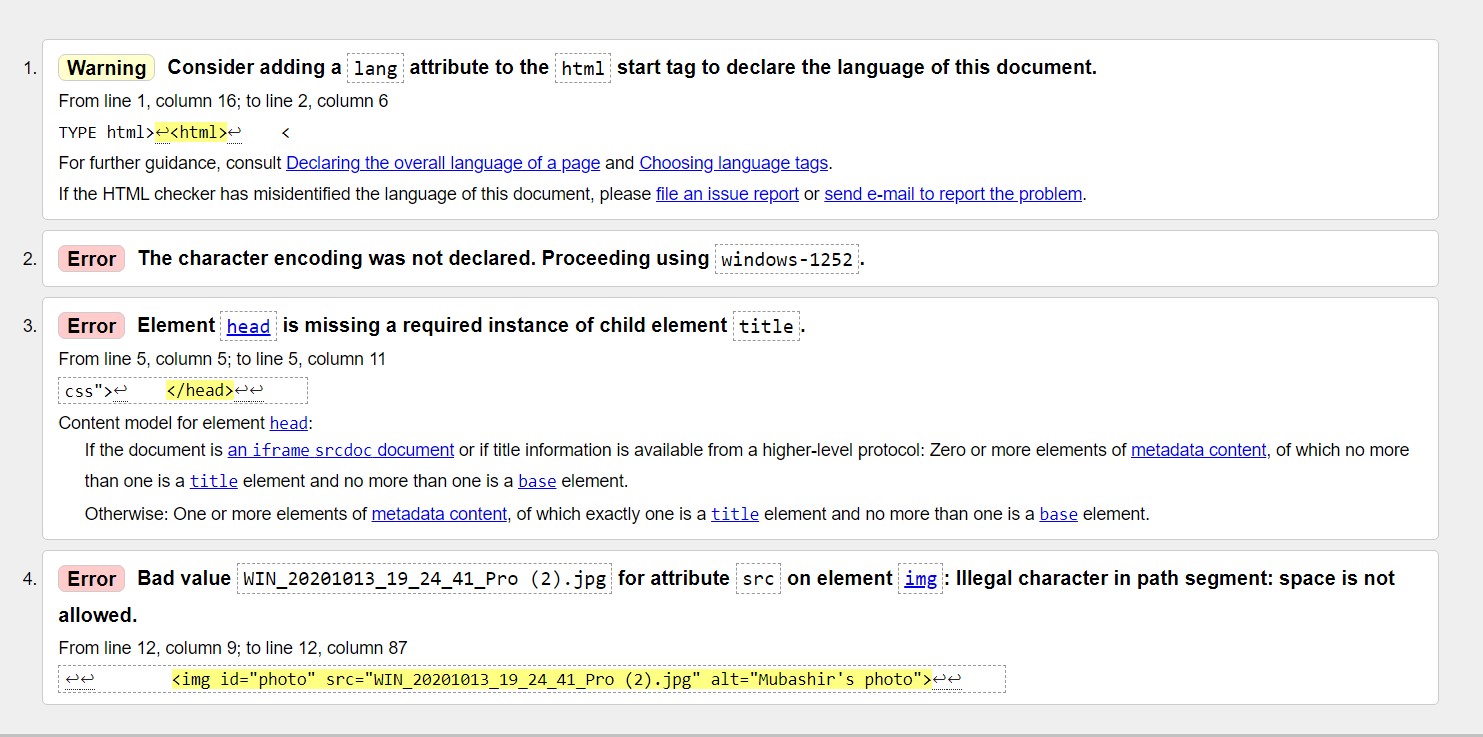 1. Warning Consider adding a lang attribute to the html start tag to declare the language of this document.
From line 1, column 16; to line 2, column 6
TYPE html>↩<html>↩    <
For further guidance, consult Declaring the overall language of a page and Choosing language tags.
If the HTML checker has misidentified the language of this document, please file an issue report or send e-mail to report the problem.
2. Error The character encoding was not declared. Proceeding using windows-1252.
3. Error Element head is missing a required instance of child element title.
From line 5, column 5; to line 5, column 11
css">↩    </head>↩↩
Content model for element head:
If the document is an iframe srcdoc document or if title information is available from a higher-level protocol: Zero or more elements of metadata content, of which no more
than one is a title element and no more than one is a base element.
Otherwise: One or more elements of metadata content, of which exactly one is a title element and no more than one is a base element.
4. Error Bad value WIN_20201013_19_24_41_Pro (2).jpg for attribute src on element img: Illegal character in path segment: space is not
allowed.
From line 12, column 9; to line 12, column 87
↩↩        <img id="photo" src="WIN_20201013_19_24_41_Pro (2).jpg" alt="Mubashir's photo">↩↩